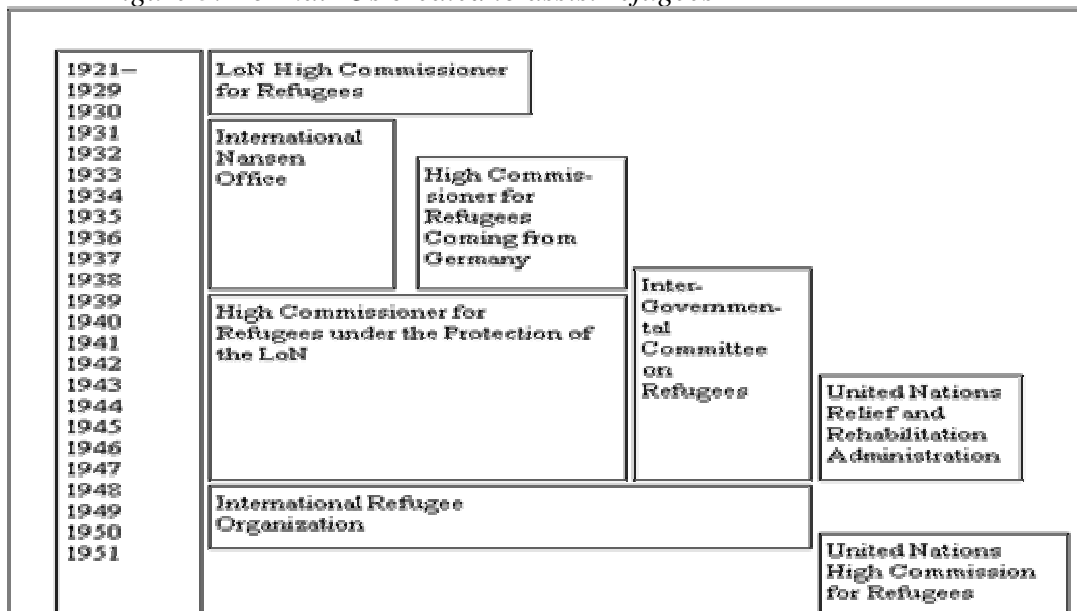 1921–
1929
1930
1931
1932
1933
1934
1935
1936
1937
1938
1939
1940
1941
1942
1943
1944
1945
1946
1947
1948
1949
1950
1951
LoN High Commissioner
for Refugees
International
Nansen
Office
High Commis-
sioner for
Refugees
Coming from
Germany
Inter-
Governmen-
tal
Committee
on
Refugees
High Commissioner for
Refugees under the Protection of
the LoN
United Nations
Relief and
Rehabilitation
Administration
International Refugee
Organization
United Nations
High Commission
for Refugees